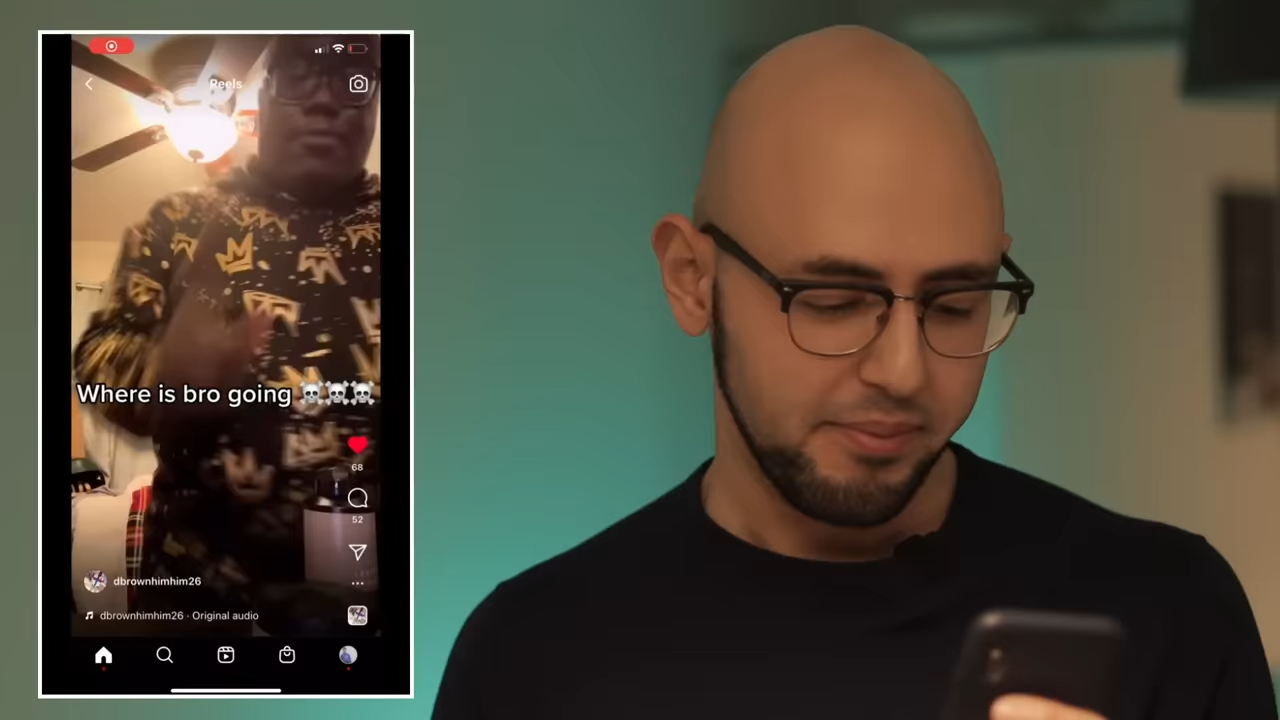 Reels
Where is bro going ☠️☠️☠️
68
52
dbrownhimhim26
dbrownhimhim26 · Original audio